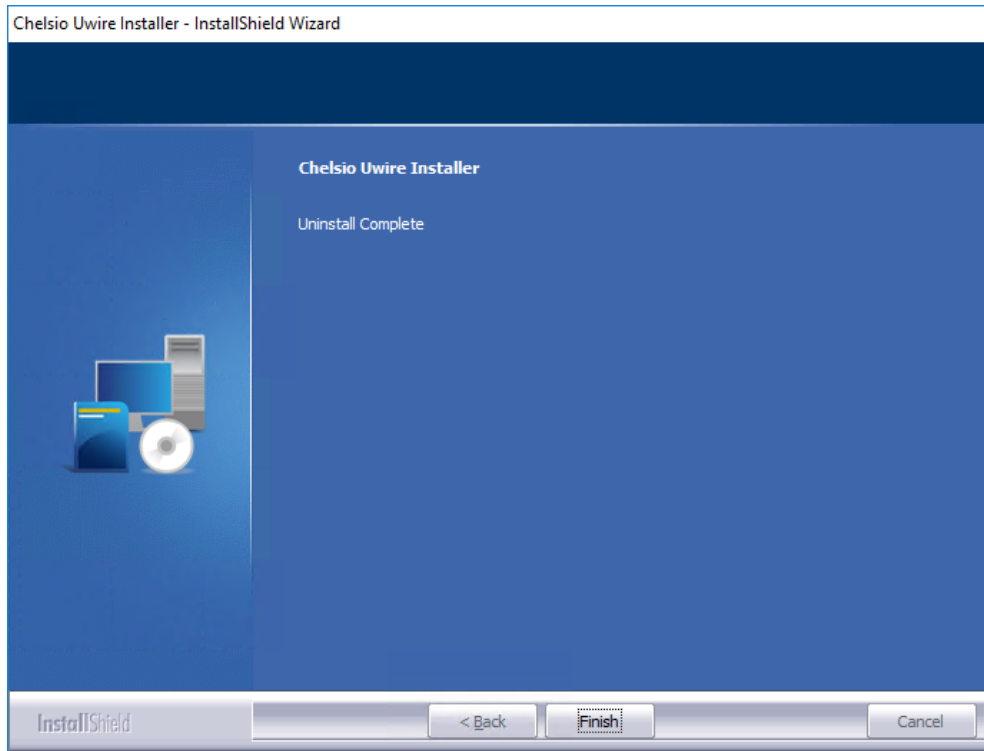 Chelsio Uwire Installer - InstallShield Wizard
Chelsio Uwire Installer
Uninstall Complete
InstallShield
< Back Finish Cancel